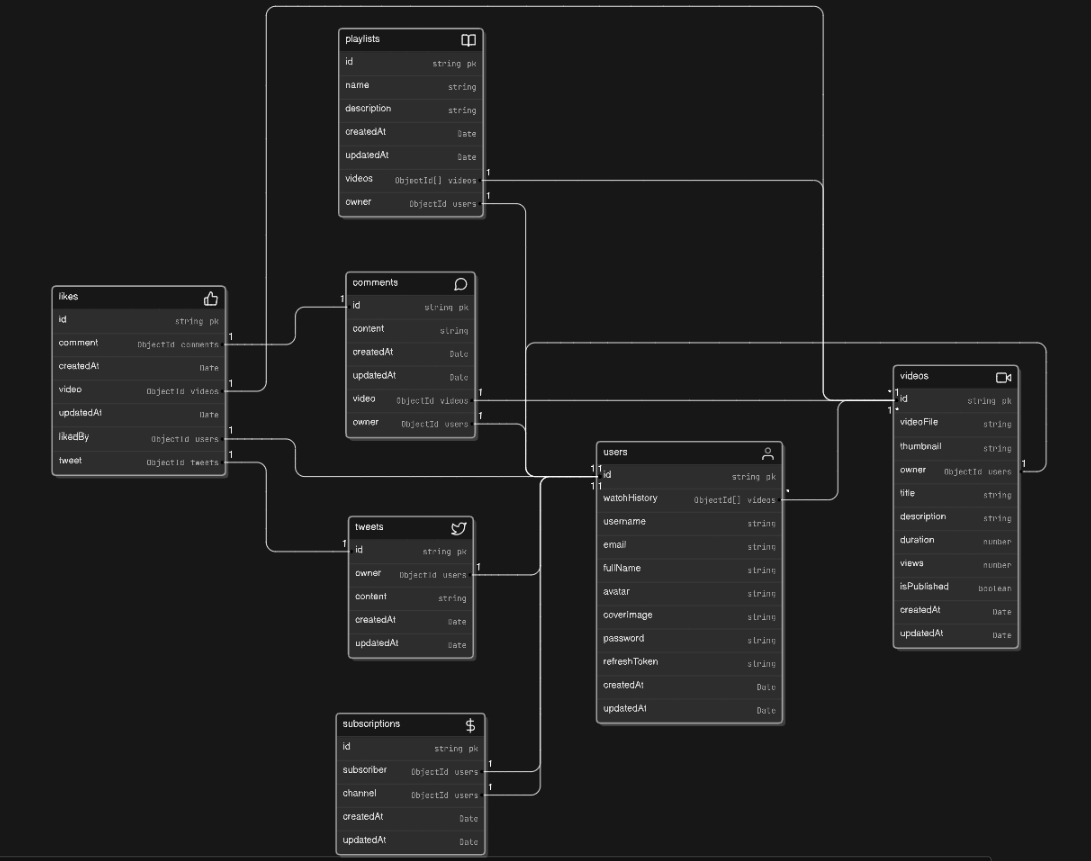 playlists
id string pk
name string
description string
createdAt Date
updatedAt Date
videos ObjectId[] videos 1
owner ObjectId users 1
likes
id string pk
comment ObjectId comments 1
createdAt Date
video ObjectId videos 1
updatedAt Date
likedBy ObjectId users 1
tweet ObjectId tweets 1
comments
1 id string pk
content string
createdAt Date
updatedAt Date
video ObjectId videos 1
owner ObjectId users 1
videos
* 1
id string pk
1 *
videoFile string
thumbnail string
owner ObjectId users 1
title string
description string
duration number
views number
isPublished boolean
createdAt Date
updatedAt Date
users
1 1
id string pk
1 1
watchHistory ObjectId[] videos *
username string
email string
fullName string
avatar string
coverImage string
password string
refreshToken string
createdAt Date
updatedAt Date
tweets
1 id string pk
owner ObjectId users 1
content string
createdAt Date
updatedAt Date
subscriptions
id string pk
subscriber ObjectId users 1
channel ObjectId users 1
createdAt Date
updatedAt Date